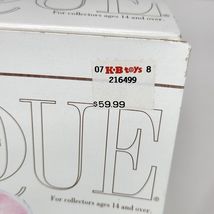 QUE
For collectors ages 14 and over.
07 K·B toys 8
216499
$59.99
QUE®
For collectors ages 14 and over.